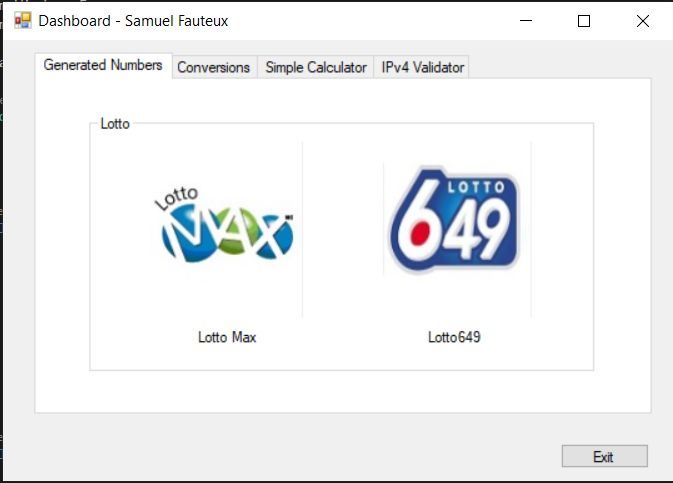 Dashboard - Samuel Fauteux
Generated Numbers Conversions Simple Calculator IPv4 Validator
Lotto
Lotto
MAX
LOTTO
649
Lotto Max Lotto649
Exit